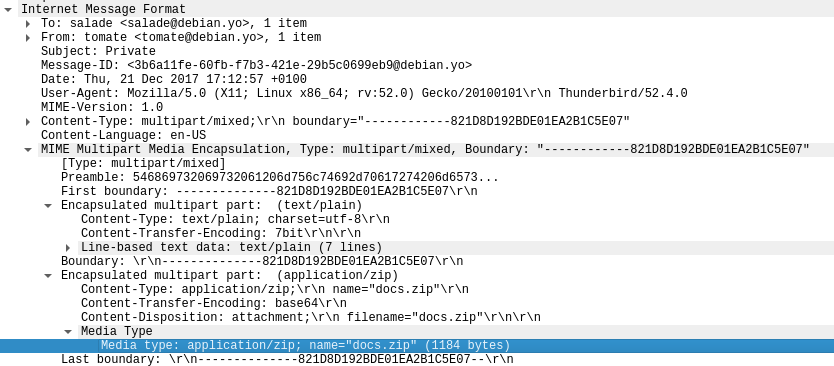 Internet Message Format
To: salade <salade@debian.yo>, 1 item
From: tomate <tomate@debian.yo>, 1 item
Subject: Private
Message-ID: <3b6a11fe-60fb-f7b3-421e-29b5c0699eb9@debian.yo>
Date: Thu, 21 Dec 2017 17:12:57 +0100
User-Agent: Mozilla/5.0 (X11; Linux x86_64; rv:52.0) Gecko/20100101\r\n Thunderbird/52.4.0
MIME-Version: 1.0
Content-Type: multipart/mixed;\r\n boundary="------------821D8D192BDE01EA2B1C5E07"
Content-Language: en-US
MIME Multipart Media Encapsulation, Type: multipart/mixed, Boundary: "------------821D8D192BDE01EA2B1C5E07"
[Type: multipart/mixed]
Preamble: 546869732069732061206d756c74692d70617274206d6573...
First boundary: --------------821D8D192BDE01EA2B1C5E07\r\n
Encapsulated multipart part:  (text/plain)
Content-Type: text/plain; charset=utf-8\r\n
Content-Transfer-Encoding: 7bit\r\n\r\n
Line-based text data: text/plain (7 lines)
Boundary: \r\n--------------821D8D192BDE01EA2B1C5E07\r\n
Encapsulated multipart part:  (application/zip)
Content-Type: application/zip;\r\n name="docs.zip"\r\n
Content-Transfer-Encoding: base64\r\n
Content-Disposition: attachment;\r\n filename="docs.zip"\r\n\r\n
Media Type
Media type: application/zip; name="docs.zip" (1184 bytes)
Last boundary: \r\n--------------821D8D192BDE01EA2B1C5E07--\r\n